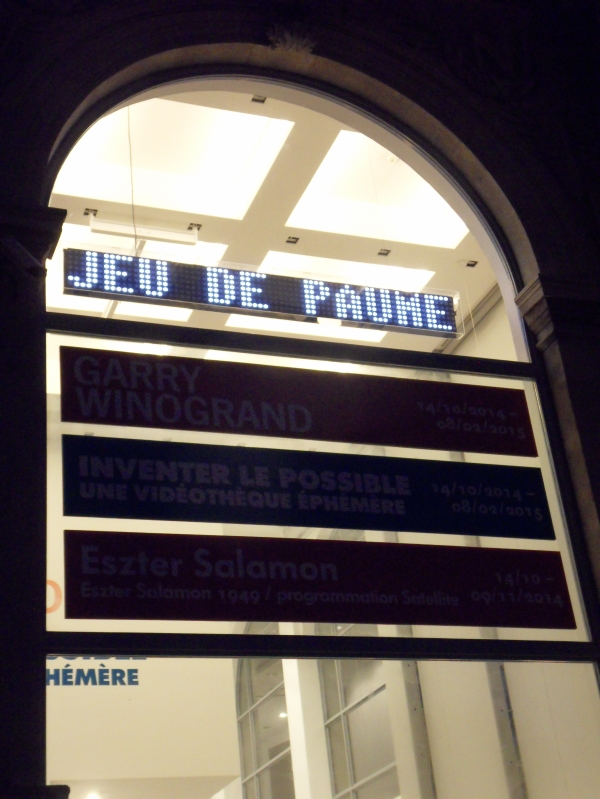 JEU DE PAUME
GARRY
WINOGRAND
14/10/2014 –
08/02/2015
INVENTER LE POSSIBLE
UNE VIDÉOTHÈQUE ÉPHÉMÈRE
14/10/2014 –
08/02/2015
Eszter Salamon
Eszter Salamon 1949 / programmation Satellite
14/10 –
09/11/2014
HÉMÈRE